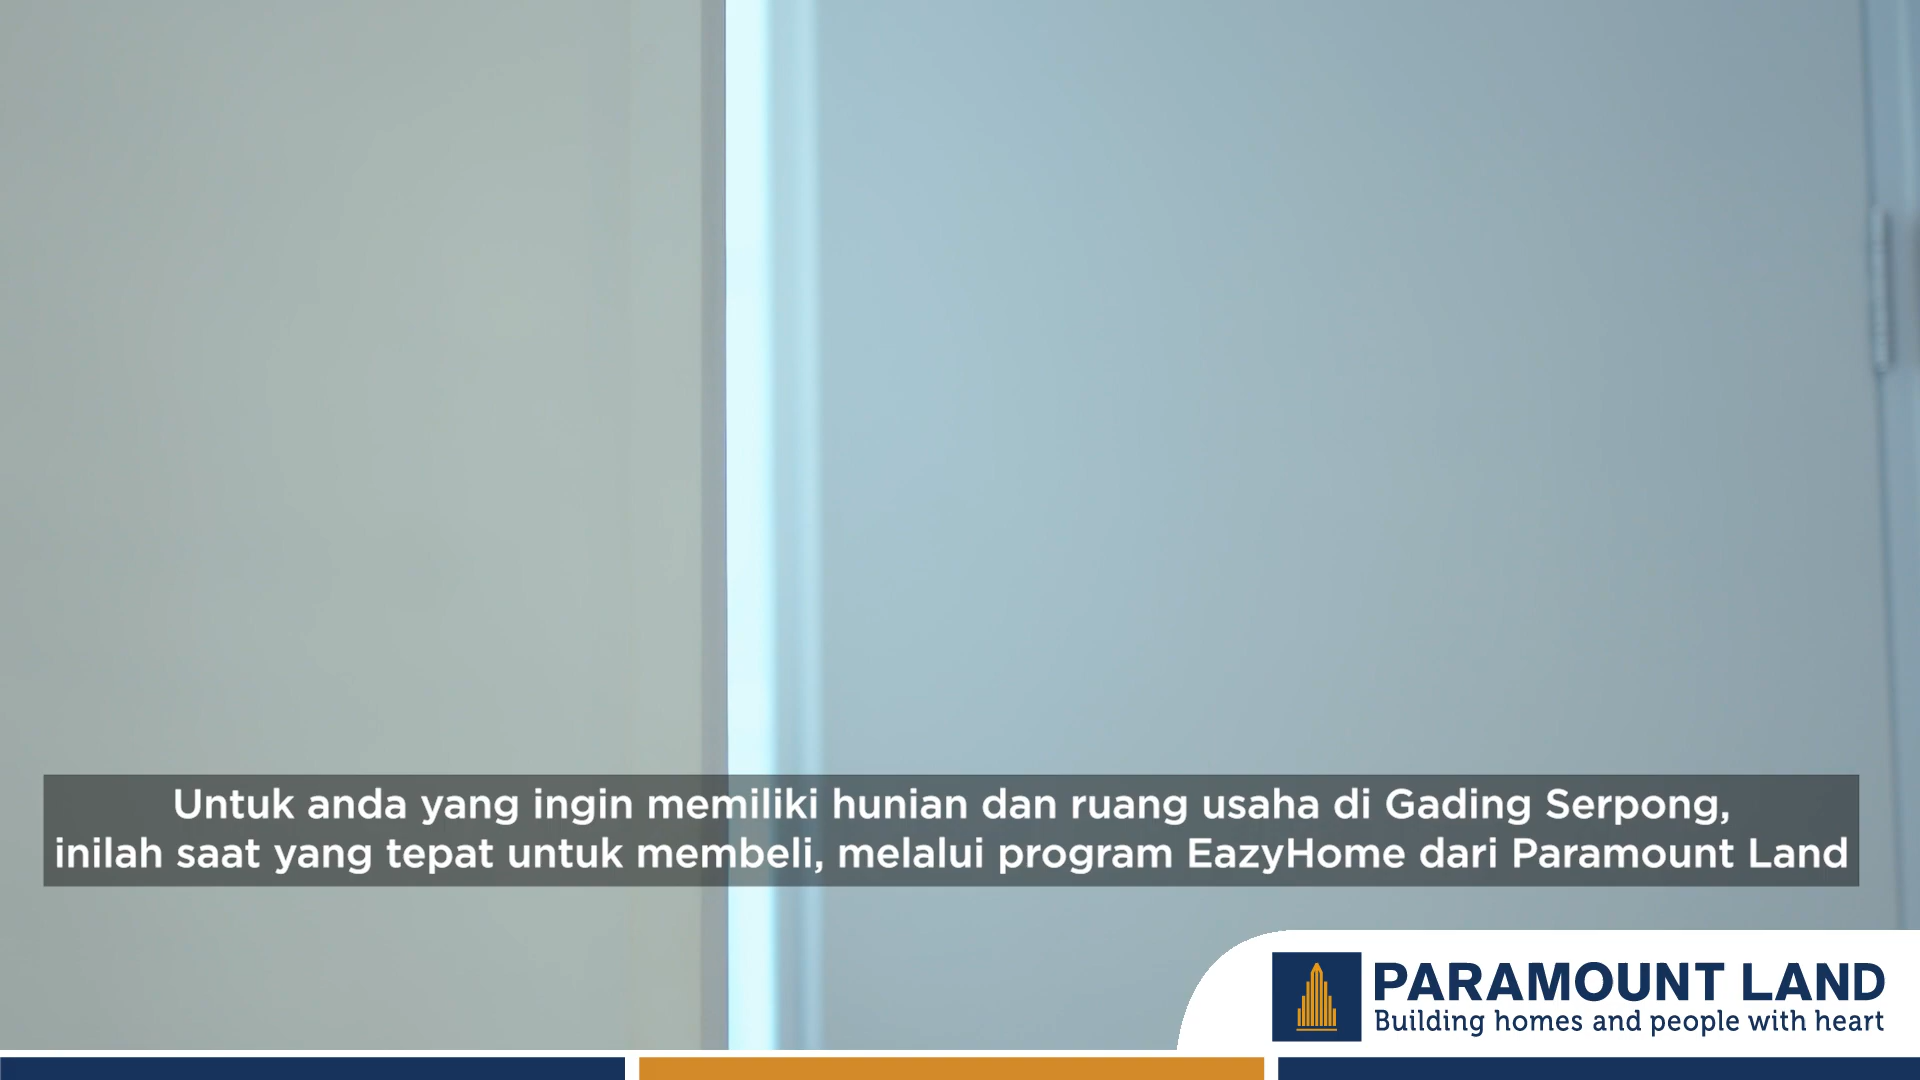 Untuk anda yang ingin memiliki hunian dan ruang usaha di Gading Serpong,
inilah saat yang tepat untuk membeli, melalui program EazyHome dari Paramount Land
PARAMOUNT LAND
Building homes and people with heart